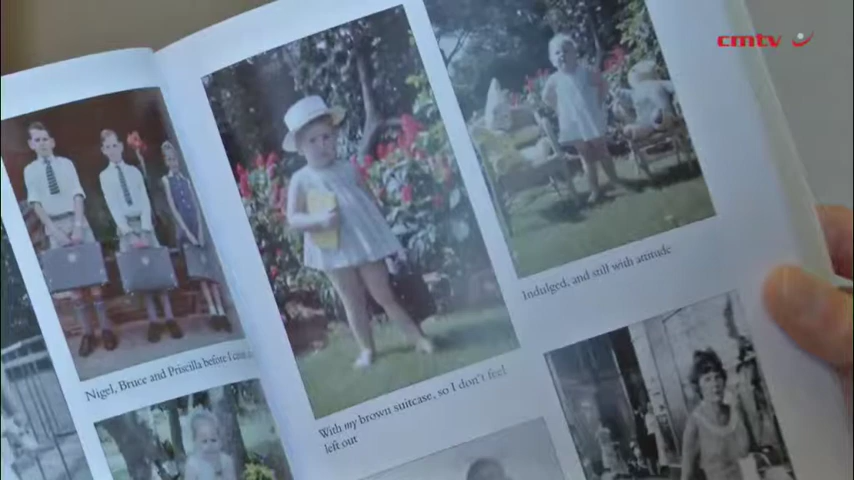 cmtv
Nigel, Bruce and Priscilla before I
With my brown suitcase, so I don't feel
left out
Indulged, and still with attitude